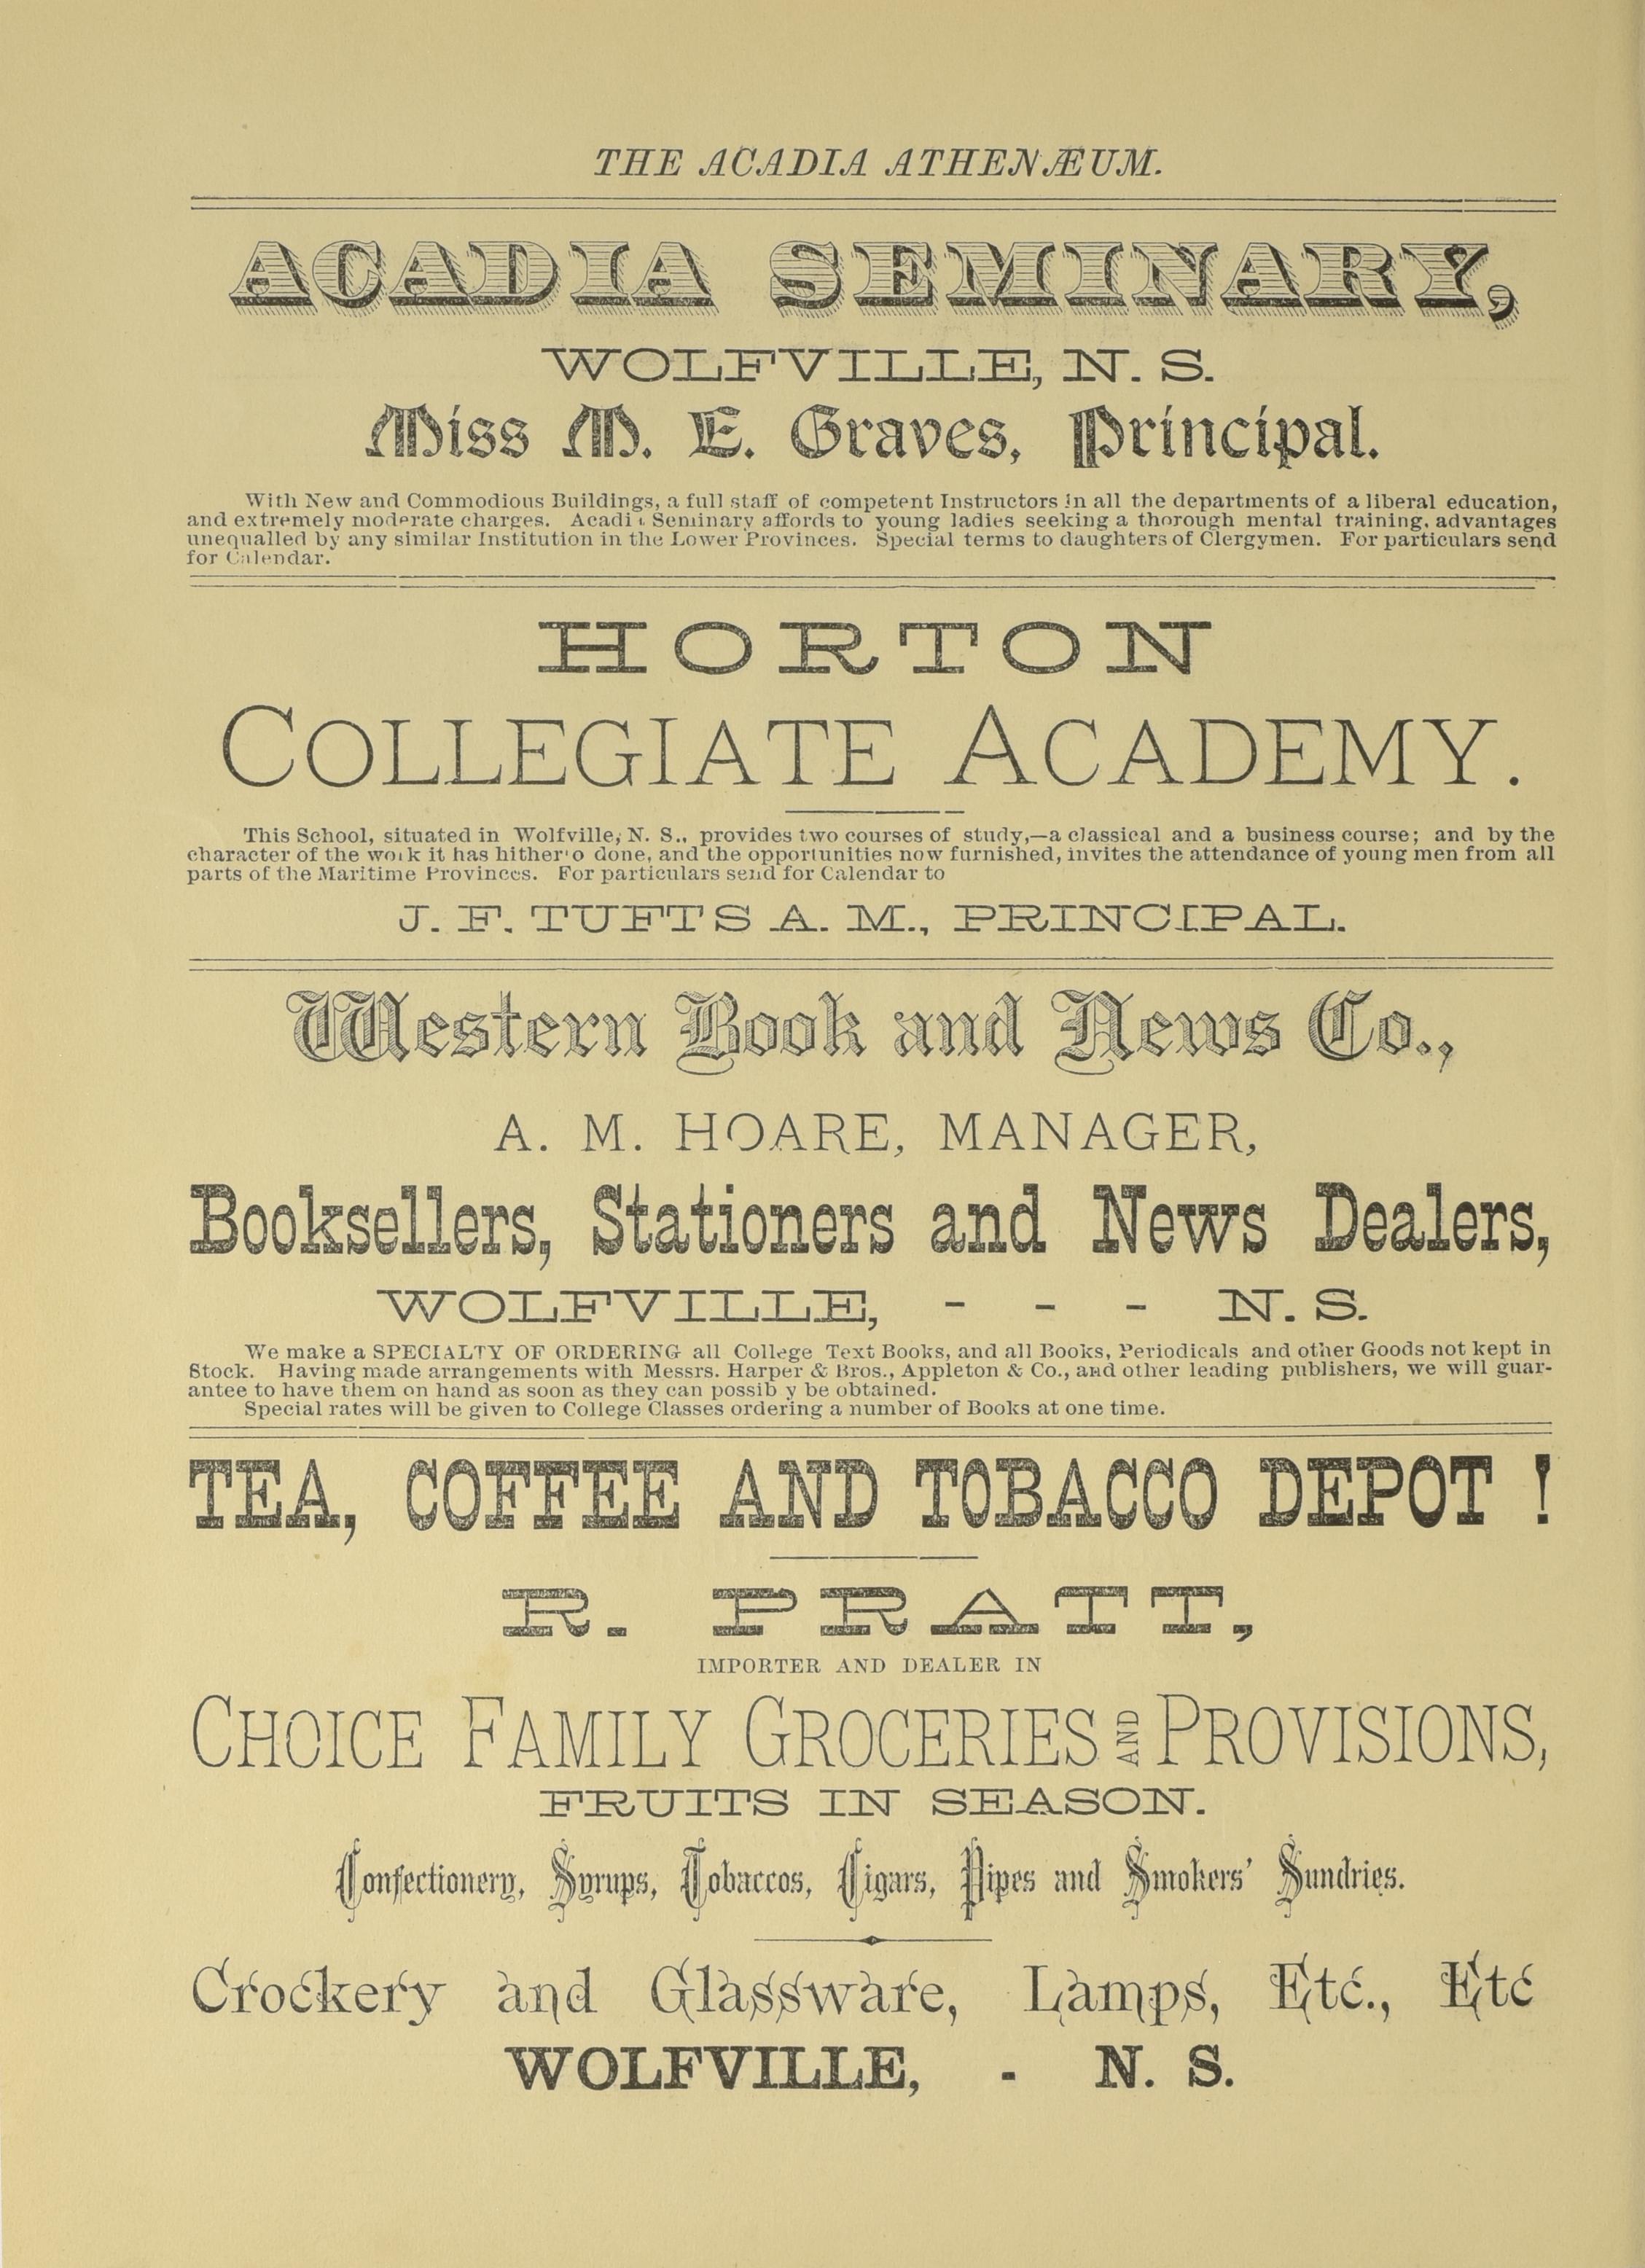 THE ACADIA ATHENÆUM.
ACADIA SEMINARY,
WOLFVILLE, N. S.
Miss M. E. Graves, Principal.
With New and Commodious Buildings, a full staff of competent Instructors in all the departments of a liberal education,
and extremely moderate charges. Acadia Seminary affords to young ladies seeking a thorough mental training, advantages
unequalled by any similar Institution in the Lower Provinces. Special terms to daughters of Clergymen. For particulars send
for Calendar.
HORTON
COLLEGIATE ACADEMY.
This School, situated in Wolfville, N. S., provides two courses of study,—a classical and a business course; and by the
character of the work it has hitherto done, and the opportunities now furnished, invites the attendance of young men from all
parts of the Maritime Provinces. For particulars send for Calendar to
J. F. TUFTS A. M., PRINCIPAL.
Western Book and News Co.,
A. M. HOARE, MANAGER,
Booksellers, Stationers and News Dealers,
WOLFVILLE, - - - N. S.
We make a SPECIALTY OF ORDERING all College Text Books, and all Books, Periodicals and other Goods not kept in
Stock. Having made arrangements with Messrs. Harper & Bros., Appleton & Co., and other leading publishers, we will guar-
antee to have them on hand as soon as they can possib y be obtained.
Special rates will be given to College Classes ordering a number of Books at one time.
TEA, COFFEE AND TOBACCO DEPOT !
R. PRATT,
IMPORTER AND DEALER IN
CHOICE FAMILY GROCERIES AND PROVISIONS,
FRUITS IN SEASON.
Confectionery, Syrups, Tobaccos, Cigars, Pipes and Smokers' Sundries.
Crockery and Glassware, Lamps, Etc., Etc
WOLFVILLE, - N. S.